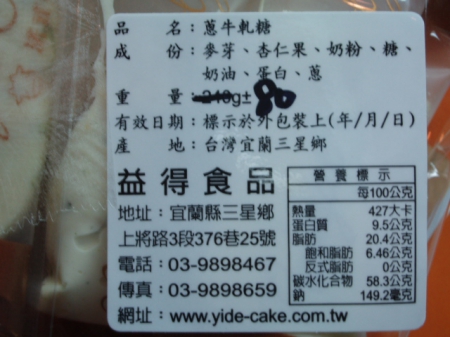 品名：蔥牛軋糖
成份：麥芽、杏仁果、奶粉、糖、
奶油、蛋白、蔥
重量：240g± 80
有效日期：標示於外包裝上(年/月/日)
產地：台灣宜蘭三星鄉
益得食品
地址：宜蘭縣三星鄉
上將路3段376巷25號
電話：03-9898467
傳真：03-9898659
網址：www.yide-cake.com.tw
營養標示
每100公克
熱量 427大卡
蛋白質 9.5公克
脂肪 20.4公克
飽和脂肪 6.46公克
反式脂肪 0公克
碳水化合物 58.3公克
鈉 149.2毫克